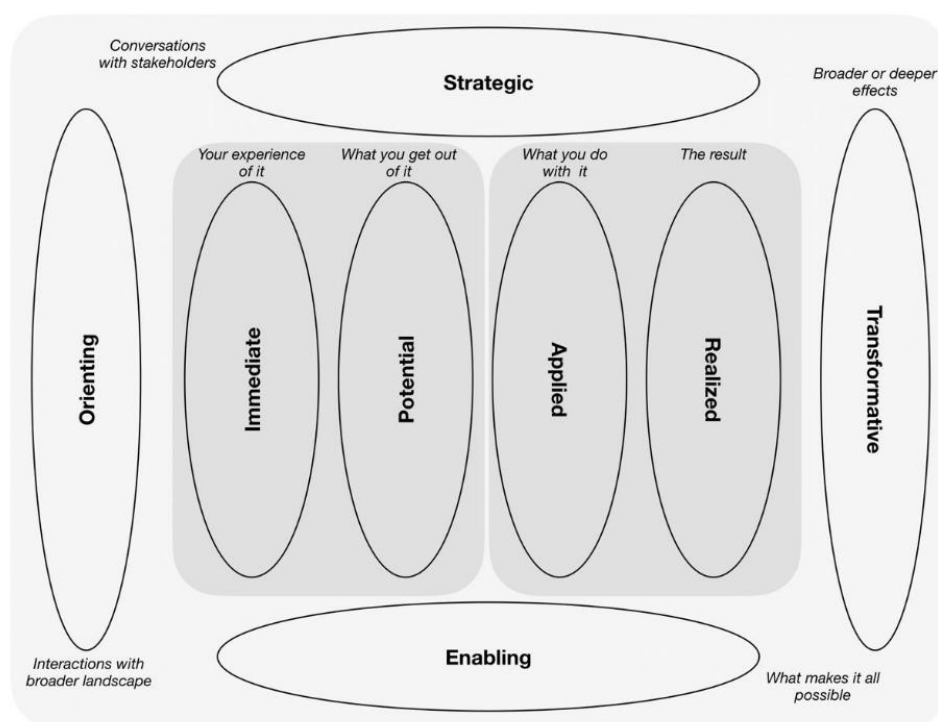 Conversations
with stakeholders
Strategic
Broader or deeper
effects
Your experience
of it
What you get out
of it
What you do
with it
The result
Orienting
Immediate
Potential
Applied
Realized
Transformative
Interactions with
broader landscape
Enabling
What makes it all
possible